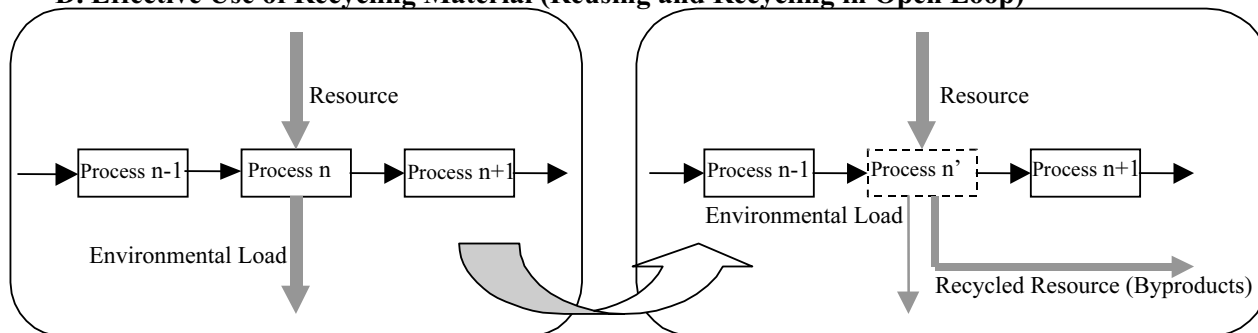 D. Effective Use of Recycling Material (Reusing and Recycling in Open Loop)
Resource
Process n-1
Process n
Process n+1
Environmental Load
Resource
Process n-1
Process n’
Process n+1
Environmental Load
Recycled Resource (Byproducts)